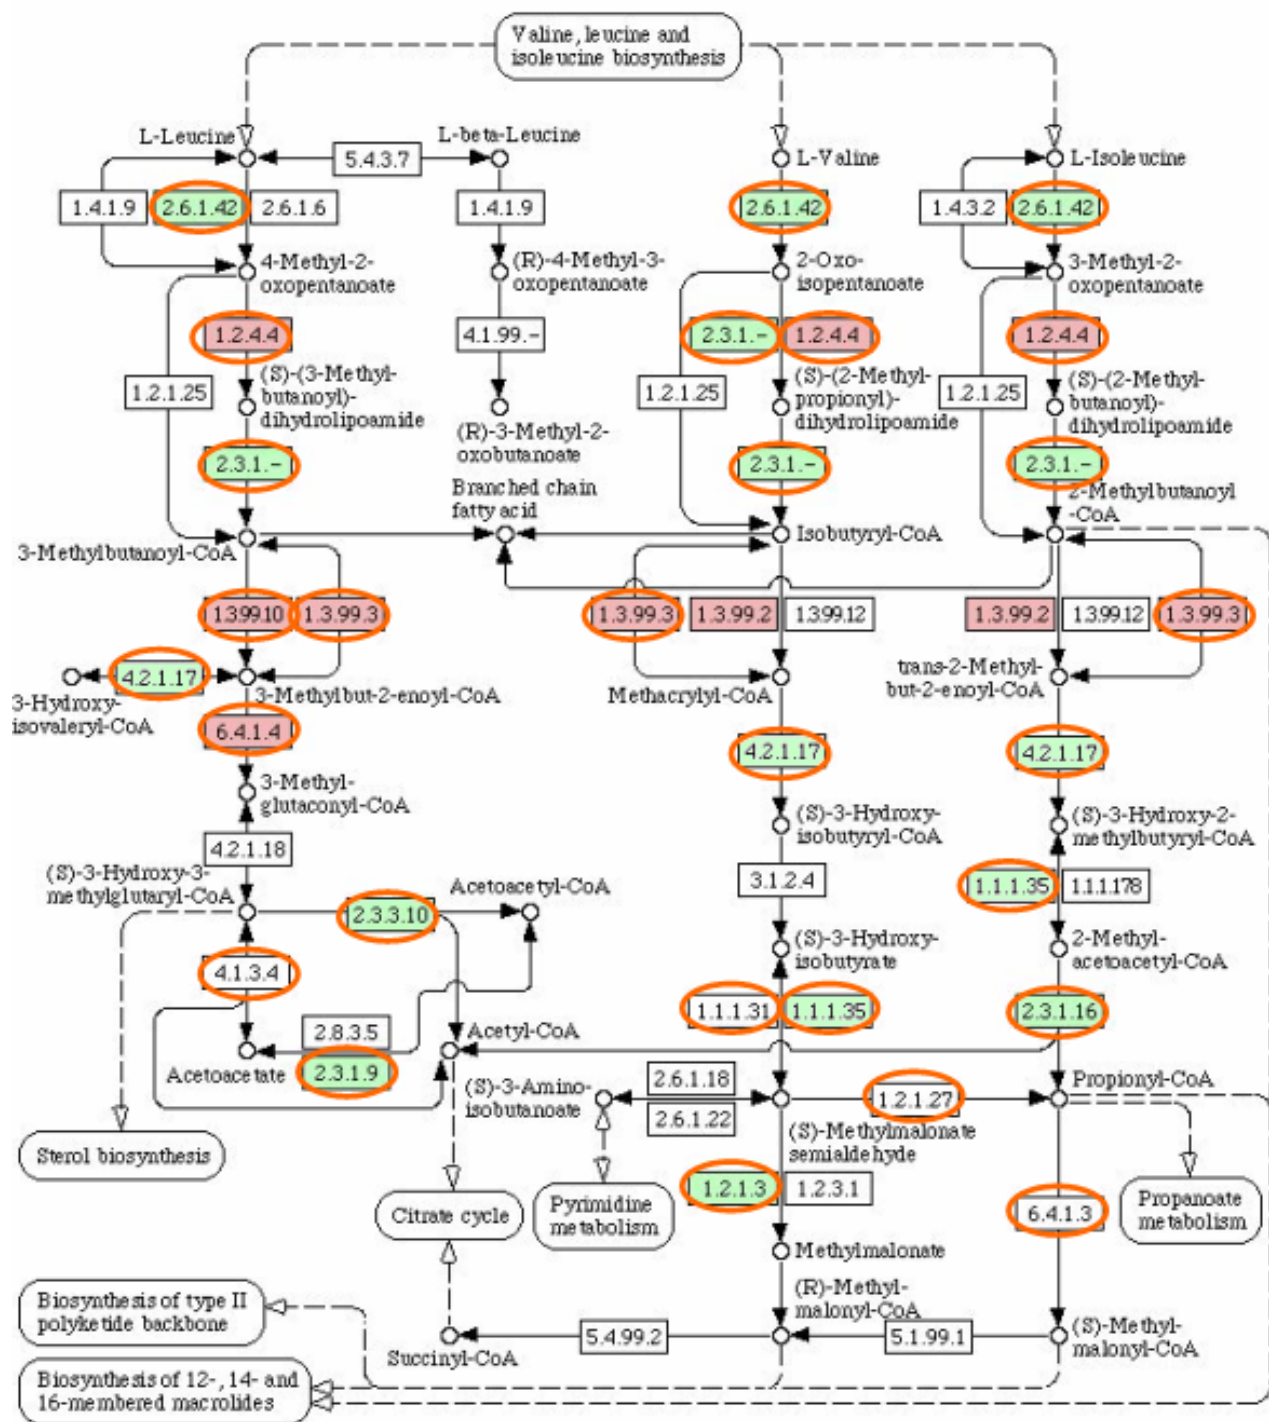 Valine, leucine and
isoleucine biosynthesis
L-Leucine
L-beta-Leucine
L-Valine
L-Isoleucine
5.4.3.7
1.4.1.9
2.6.1.42
2.6.1.6
1.4.1.9
2.6.1.42
1.4.3.2
2.6.1.42
4-Methyl-2-
oxopentanoate
(R)-4-Methyl-3-
oxopentanoate
2-Oxo-
isopentanoate
3-Methyl-2-
oxopentanoate
1.2.4.4
4.1.99.-
2.3.1.-
1.2.4.4
1.2.4.4
1.2.1.25
(S)-(3-Methyl-
butanoyl)-
dihydrolipoamide
(R)-3-Methyl-2-
oxobutanoate
1.2.1.25
(S)-(2-Methyl-
propionyl)-
dihydrolipoamide
1.2.1.25
(S)-(2-Methyl-
butanoyl)-
dihydrolipoamide
2.3.1.-
2.3.1.-
2.3.1.-
Branched chain
fatty acid
2-Methylbutanoyl
-CoA
3-Methylbutanoyl-CoA
Isobutyryl-CoA
1.3.99.10
1.3.99.3
1.3.99.3
1.3.99.2
1.3.99.12
1.3.99.2
1.3.99.12
1.3.99.3
4.2.1.17
3-Hydroxy-
isovaleryl-CoA
3-Methylbut-2-enoyl-CoA
Methacrylyl-CoA
trans-2-Methyl-
but-2-enoyl-CoA
6.4.1.4
4.2.1.17
4.2.1.17
3-Methyl-
glutaconyl-CoA
(S)-3-Hydroxy-
isobutyryl-CoA
(S)-3-Hydroxy-2-
methylbutyryl-CoA
4.2.1.18
3.1.2.4
1.1.1.35
1.1.1.178
(S)-3-Hydroxy-3-
methylglutaryl-CoA
Acetoacetyl-CoA
2.3.3.10
(S)-3-Hydroxy-
isobutyrate
2-Methyl-
acetoacetyl-CoA
4.1.3.4
1.1.1.31
1.1.1.35
2.3.1.16
2.8.3.5
2.3.1.9
Acetoacetate
Acetyl-CoA
(S)-3-Amino-
isobutanoate
2.6.1.18
2.6.1.22
1.2.1.27
Propionyl-CoA
(S)-Methylmalonate
semialdehyde
Sterol biosynthesis
Citrate cycle
Pyrimidine
metabolism
1.2.1.3
1.2.3.1
6.4.1.3
Propanoate
metabolism
Methylmalonate
Biosynthesis of type II
polyketide backbone
(R)-Methyl-
malonyl-CoA
Succinyl-CoA
5.4.99.2
5.1.99.1
(S)-Methyl-
malonyl-CoA
Biosynthesis of 12-, 14- and
16-membered macrolides